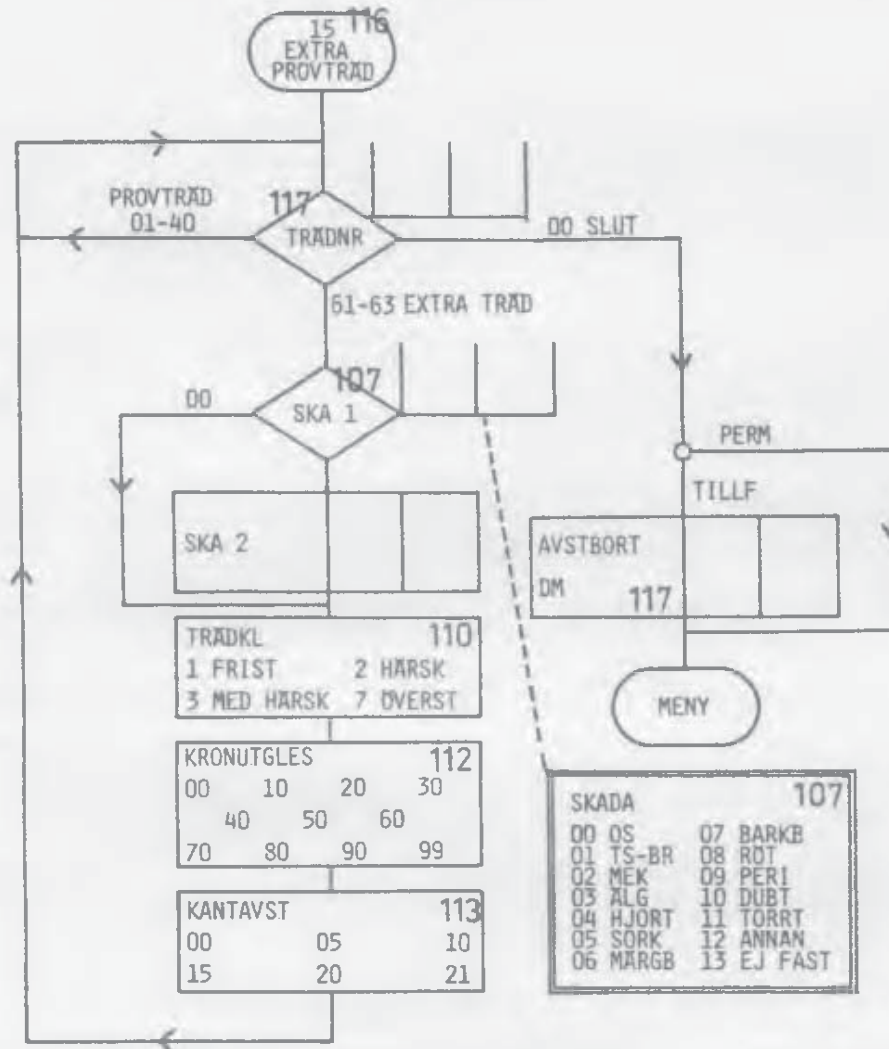 15 116
EXTRA
PROVTRÄD
PROVTRÄD
01-40
117
TRÄDNR
00 SLUT
61-63 EXTRA TRÄD
107
00
SKA 1
PERM
TILLF
SKA 2
AVSTBORT
DM 117
TRÄDKL 110
1 FRIST 2 HÄRSK
3 MED HÄRSK 7 ÖVERST
MENY
KRONUTGLES 112
00 10 20 30
40 50 60
70 80 90 99
SKADA 107
00 OS 07 BARKB
01 TS-BR 08 RÖT
02 MEK 09 PERI
03 ÄLG 10 DUBT
04 HJORT 11 TORRT
05 SORK 12 ANNAN
06 MÄRGB 13 EJ FAST
KANTAVST 113
00 05 10
15 20 21